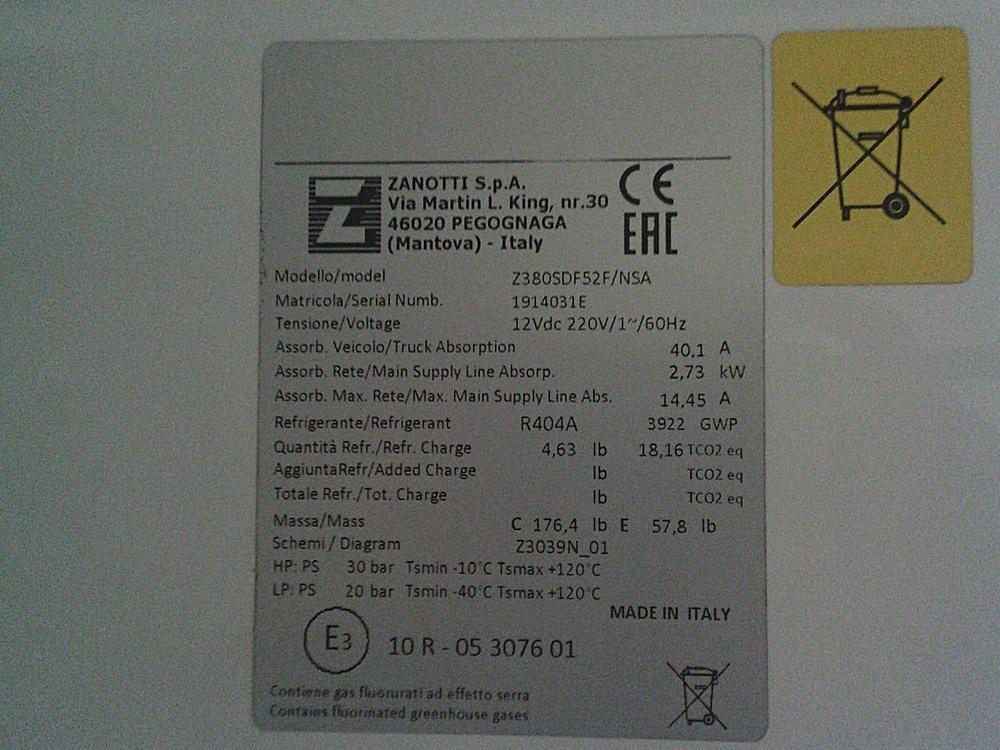 ZANOTTI S.p.A.
Via Martin L. King, nr.30
46020 PEGOGNAGA
(Mantova) - Italy
CE
EAC
Modello/model Z380SDF52F/NSA
Matricola/Serial Numb. 1914031E
Tensione/Voltage 12Vdc 220V/1~/60Hz
Assorb. Veicolo/Truck Absorption 40,1 A
Assorb. Rete/Main Supply Line Absorp. 2,73 kW
Assorb. Max. Rete/Max. Main Supply Line Abs. 14,45 A
Refrigerante/Refrigerant R404A 3922 GWP
Quantità Refr./Refr. Charge 4,63 lb 18,16 TCO2 eq
AggiuntaRefr/Added Charge lb TCO2 eq
Totale Refr./Tot. Charge lb TCO2 eq
Massa/Mass C 176,4 lb E 57,8 lb
Schemi / Diagram Z3039N_01
HP: PS 30 bar Tsmin -10°C Tsmax +120°C
LP: PS 20 bar Tsmin -40°C Tsmax +120°C
MADE IN ITALY
E3 10 R - 05 3076 01
Contiene gas fluorurati ad effetto serra
Contains fluorinated greenhouse gases